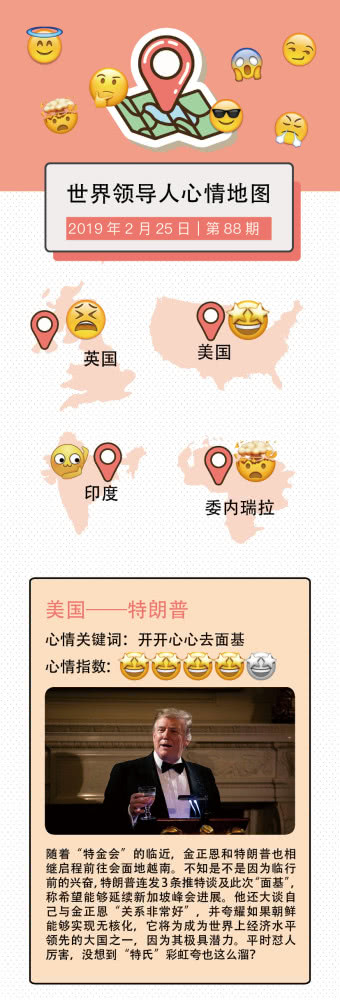 世界领导人心情地图
2019年2月25日|第88期
英国
美国
印度
委内瑞拉
美国——特朗普
心情关键词：开开心心去面基
心情指数：
随着“特金会”的临近，金正恩和特朗普也相
继启程前往会面地越南。不知是不是因为临行
前的兴奋，特朗普连发3条推特谈及此次“面基”，
称希望能够延续新加坡峰会进展。他还大谈自
己与金正恩“关系非常好”，并夸耀如果朝鲜
能够实现无核化，它将为成为世界上经济水平
领先的大国之一，因为其极具潜力。平时怼人
厉害，没想到“特氏”彩虹夸也这么溜？